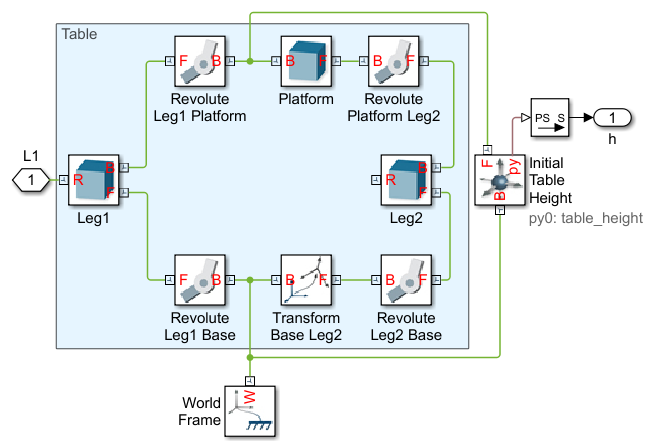 Table
F
B
B
F
B
F
Revolute
Leg1 Platform
Platform
Revolute
Platform Leg2
L1
1
R
B
F
Leg1
R
B
F
Leg2
F
py
B
Initial
Table
Height
py0: table_height
PS S
1
h
F
B
B
F
B
F
Revolute
Leg1 Base
Transform
Base Leg2
Revolute
Leg2 Base
World
Frame
W